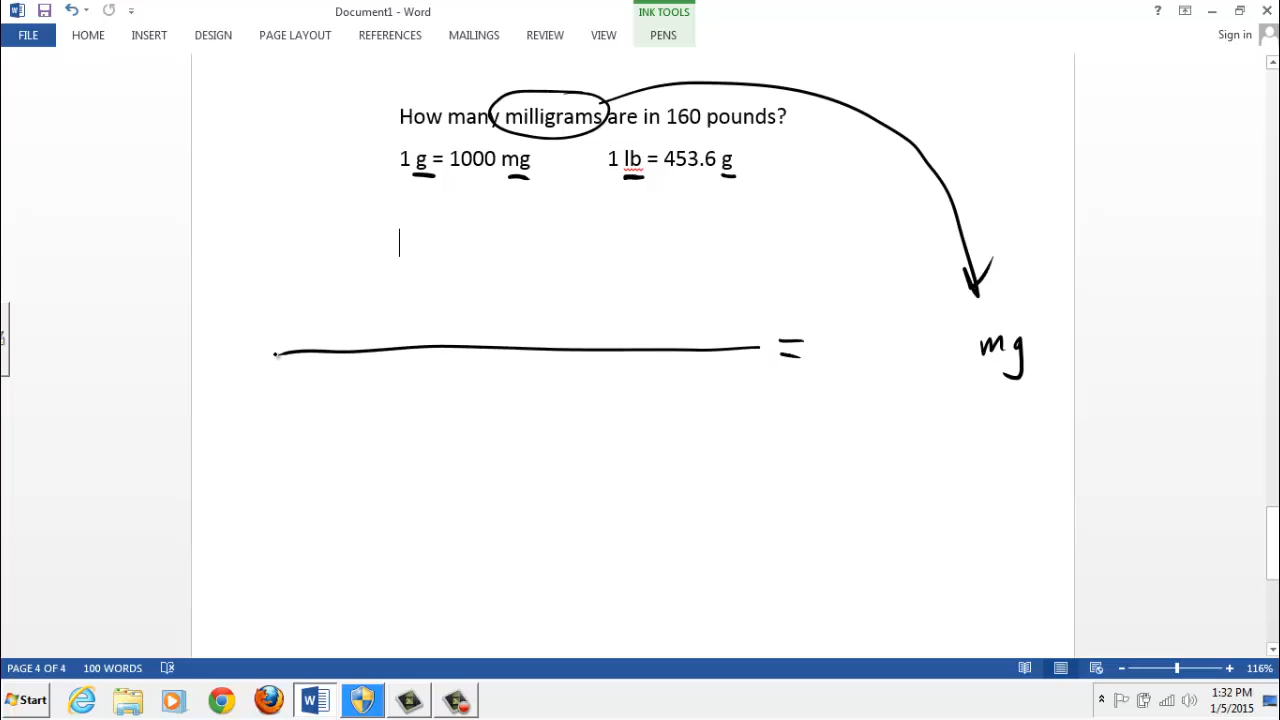 Document1 - Word
INK TOOLS
?
FILE HOME INSERT DESIGN PAGE LAYOUT REFERENCES MAILINGS REVIEW VIEW PENS Sign in
How many milligrams are in 160 pounds?
1 g = 1000 mg 1 lb = 453.6 g
= mg
PAGE 4 OF 4 100 WORDS 116%
Start 1:32 PM
1/5/2015